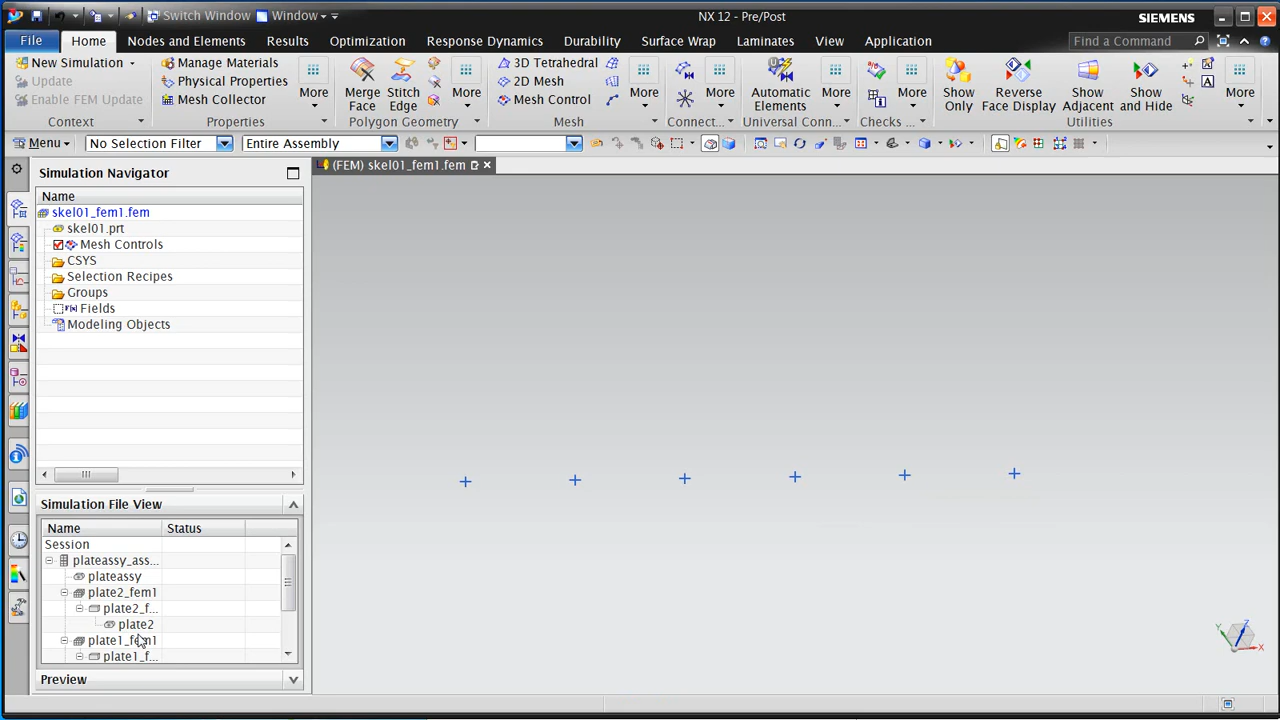 Switch Window Window NX 12 - Pre/Post SIEMENS
File Home Nodes and Elements Results Optimization Response Dynamics Durability Surface Wrap Laminates View Application Find a Command
New Simulation Manage Materials 3D Tetrahedral
Update Physical Properties 2D Mesh
Enable FEM Update Mesh Collector Mesh Control
Merge Face Stitch Edge More More More Automatic Elements More More Show Only Reverse Face Display Show Adjacent Show and Hide More
Context Properties Polygon Geometry Mesh Connect... Universal Conn... Checks ... Utilities
Menu No Selection Filter Entire Assembly
Simulation Navigator
(FEM) skel01_fem1.fem
Name
skel01_fem1.fem
skel01.prt
Mesh Controls
CSYS
Selection Recipes
Groups
F(x) Fields
Modeling Objects
Simulation File View
Name Status
Session
plateassy_ass...
plateassy
plate2_fem1
plate2_f...
plate2
plate1_fem1
plate1_f...
Preview
Y Z X